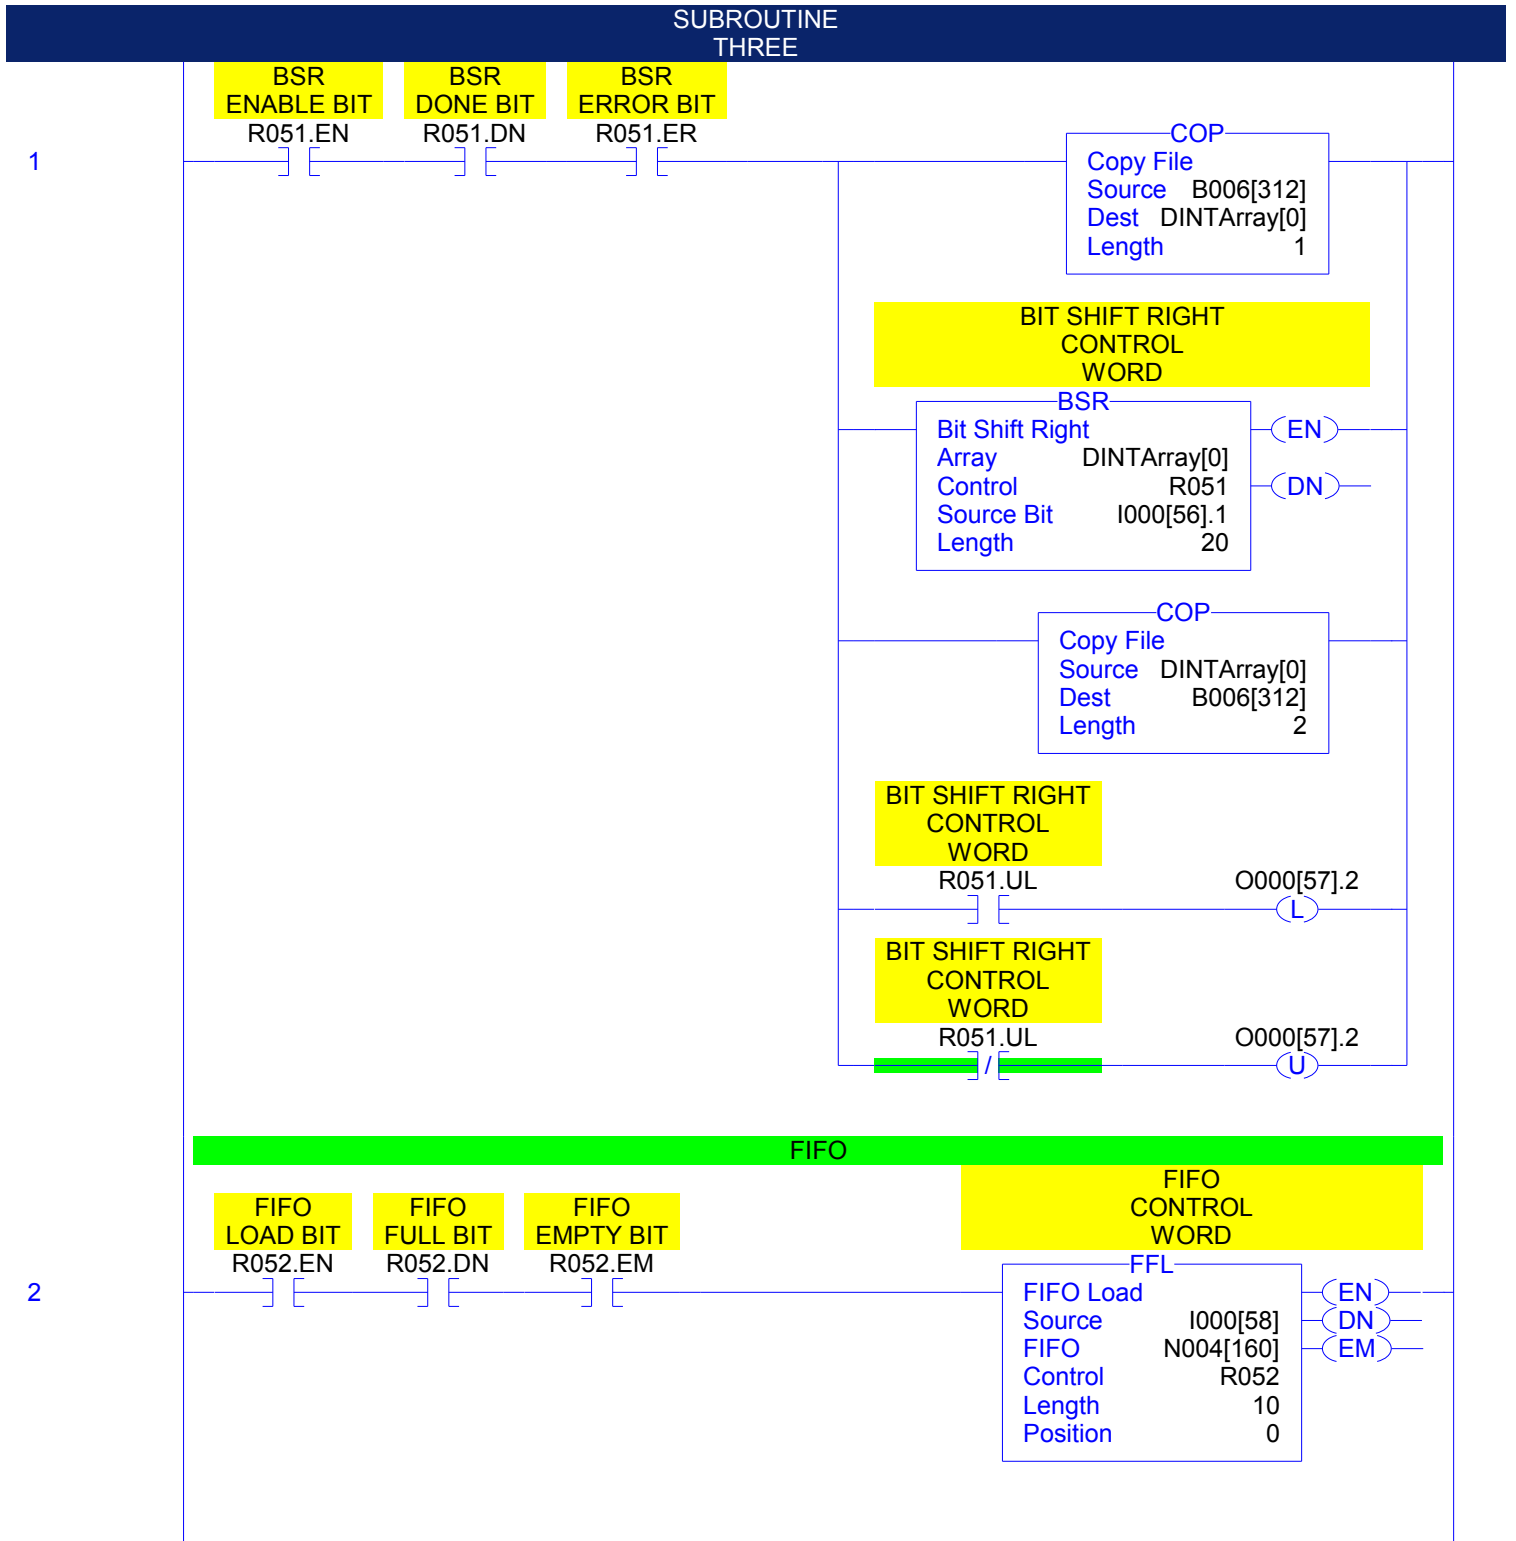 SUBROUTINE
THREE
BSR
ENABLE BIT
R051.EN
BSR
DONE BIT
R051.DN
BSR
ERROR BIT
R051.ER
1
COP
Copy File
Source B006[312]
Dest DINTArray[0]
Length 1
BIT SHIFT RIGHT
CONTROL
WORD
BSR
Bit Shift Right
Array DINTArray[0]
Control R051
Source Bit I000[56].1
Length 20
EN
DN
COP
Copy File
Source DINTArray[0]
Dest B006[312]
Length 2
BIT SHIFT RIGHT
CONTROL
WORD
R051.UL
O000[57].2
L
BIT SHIFT RIGHT
CONTROL
WORD
R051.UL
O000[57].2
/
U
FIFO
FIFO
LOAD BIT
R052.EN
FIFO
FULL BIT
R052.DN
FIFO
EMPTY BIT
R052.EM
2
FIFO
CONTROL
WORD
FFL
FIFO Load
Source I000[58]
FIFO N004[160]
Control R052
Length 10
Position 0
EN
DN
EM